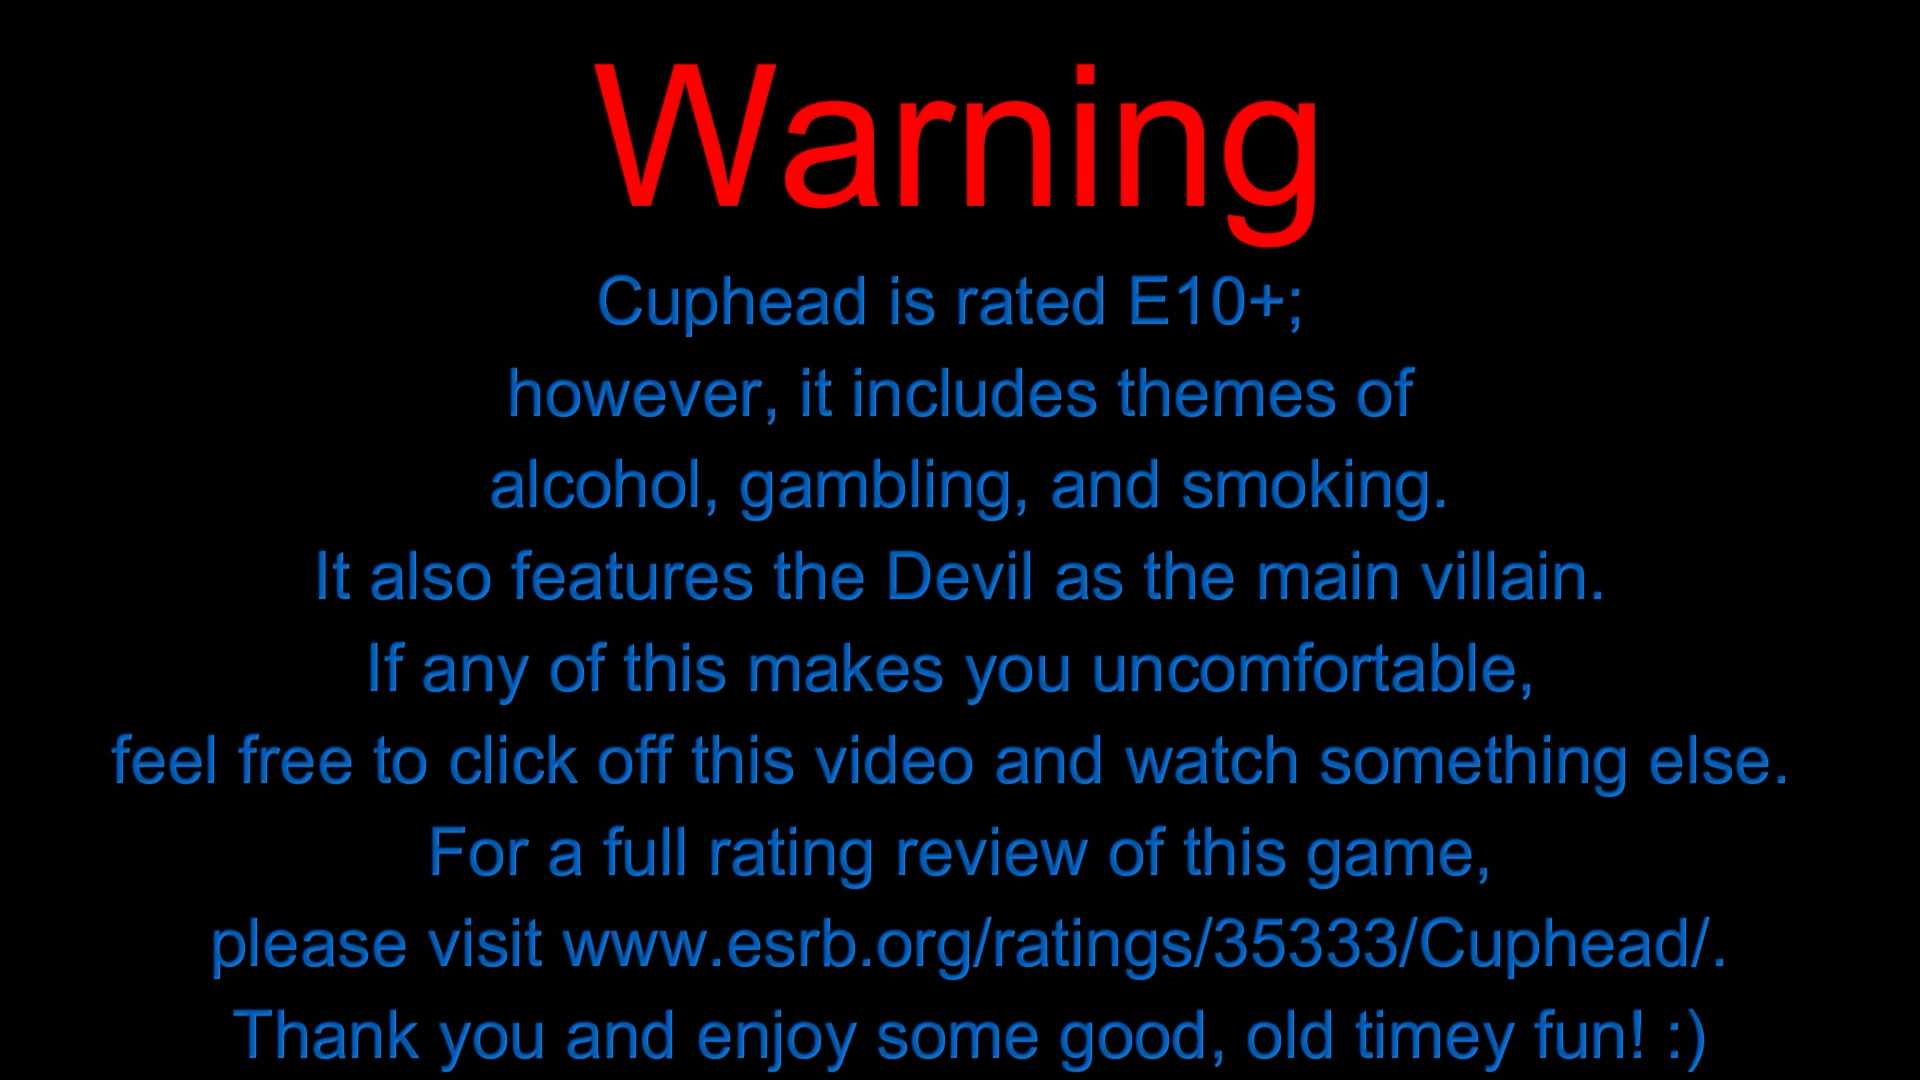 Warning
Cuphead is rated E10+;
however, it includes themes of
alcohol, gambling, and smoking.
It also features the Devil as the main villain.
If any of this makes you uncomfortable,
feel free to click off this video and watch something else.
For a full rating review of this game,
please visit www.esrb.org/ratings/35333/Cuphead/.
Thank you and enjoy some good, old timey fun! :)